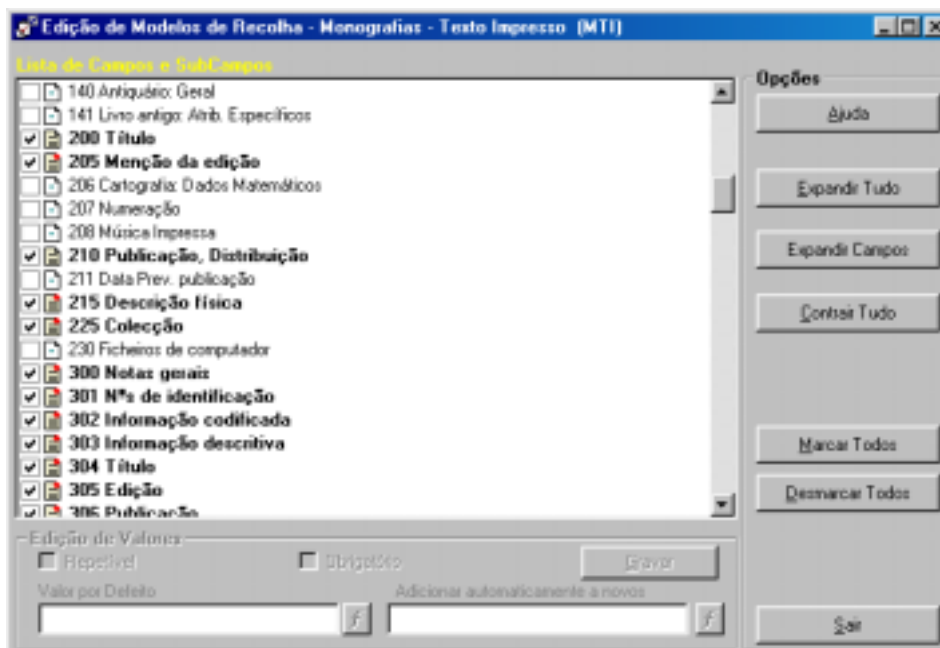 Edição de Modelos de Recolha - Monografias - Texto Impresso (MTI)
Lista de Campos e SubCampos
140 Antiquário: Geral
141 Livro antigo: Atrib. Específicos
200 Título
205 Menção da edição
206 Cartografia: Dados Matemáticos
207 Numeração
208 Música Impressa
210 Publicação, Distribuição
211 Data Prev. publicação
215 Descrição física
225 Colecção
230 Ficheiros de computador
300 Notas gerais
301 Nºs de identificação
302 Informação codificada
303 Informação descritiva
304 Título
305 Edição
306 Publicação
Opções
Ajuda
Expandir Tudo
Expandir Campos
Contrair Tudo
Marcar Todos
Desmarcar Todos
Sair
Edição de Valores
Repetível
Obrigatório
Gravar
Valor por Defeito
Adicionar automaticamente a novos
f
f